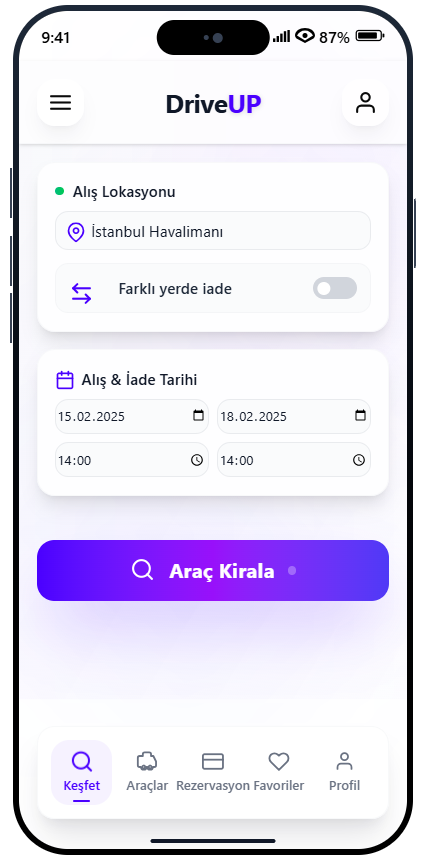 9:41 87%
DriveUP
Alış Lokasyonu
İstanbul Havalimanı
Farklı yerde iade
Alış & İade Tarihi
15.02.2025 18.02.2025
14:00 14:00
Araç Kirala
Keşfet Araçlar Rezervasyon Favoriler Profil